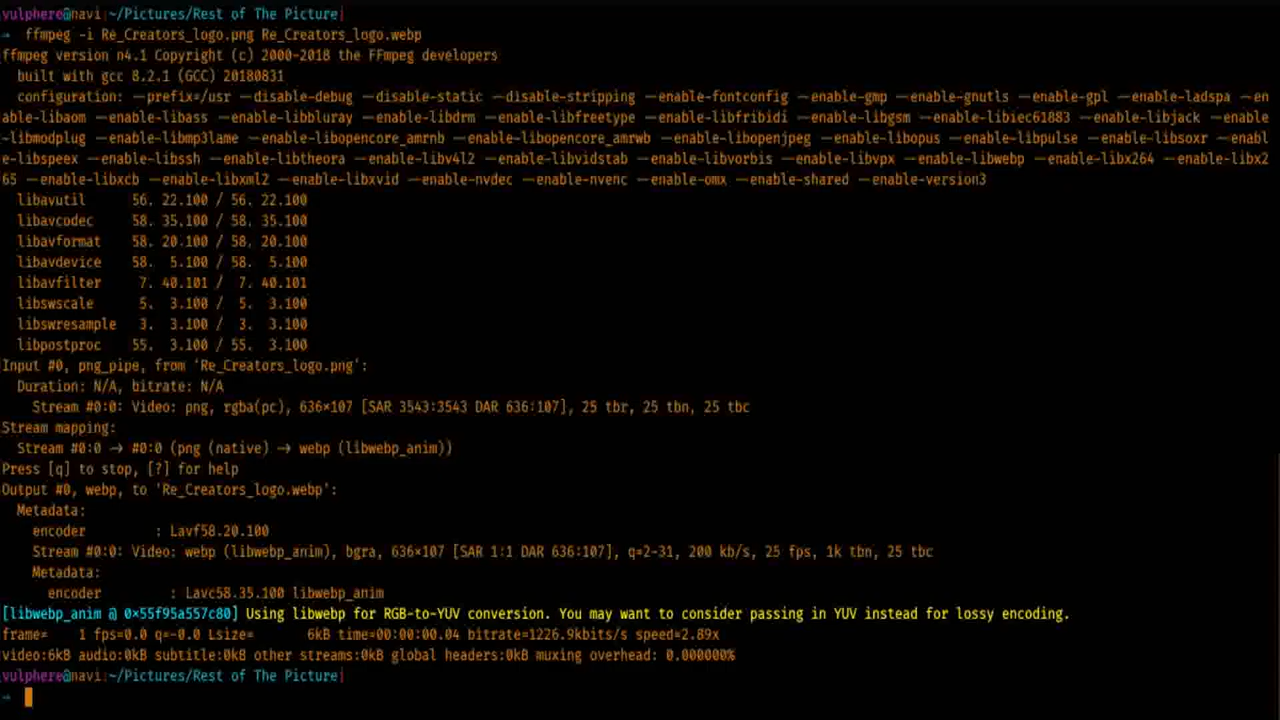 vulphere@navi:~/Pictures/Rest of The Picture|
→ ffmpeg -i Re_Creators_logo.png Re_Creators_logo.webp
ffmpeg version n4.1 Copyright (c) 2000-2018 the FFmpeg developers
built with gcc 8.2.1 (GCC) 20180831
configuration: --prefix=/usr --disable-debug --disable-static --disable-stripping --enable-fontconfig --enable-gmp --enable-gnutls --enable-gpl --enable-ladspa --en
able-libaom --enable-libass --enable-libbluray --enable-libdrm --enable-libfreetype --enable-libfribidi --enable-libgsm --enable-libiec61883 --enable-libjack --enable
-libmodplug --enable-libmp3lame --enable-libopencore_amrnb --enable-libopencore_amrwb --enable-libopenjpeg --enable-libopus --enable-libpulse --enable-libsoxr --enabl
e-libspeex --enable-libssh --enable-libtheora --enable-libv4l2 --enable-libvidstab --enable-libvorbis --enable-libvpx --enable-libwebp --enable-libx264 --enable-libx2
65 --enable-libxcb --enable-libxml2 --enable-libxvid --enable-nvdec --enable-nvenc --enable-omx --enable-shared --enable-version3
libavutil 56. 22.100 / 56. 22.100
libavcodec 58. 35.100 / 58. 35.100
libavformat 58. 20.100 / 58. 20.100
libavdevice 58. 5.100 / 58. 5.100
libavfilter 7. 40.101 / 7. 40.101
libswscale 5. 3.100 / 5. 3.100
libswresample 3. 3.100 / 3. 3.100
libpostproc 55. 3.100 / 55. 3.100
Input #0, png_pipe, from 'Re_Creators_logo.png':
Duration: N/A, bitrate: N/A
Stream #0:0: Video: png, rgba(pc), 636×107 [SAR 3543:3543 DAR 636:107], 25 tbr, 25 tbn, 25 tbc
Stream mapping:
Stream #0:0 → #0:0 (png (native) → webp (libwebp_anim))
Press [q] to stop, [?] for help
Output #0, webp, to 'Re_Creators_logo.webp':
Metadata:
encoder : Lavf58.20.100
Stream #0:0: Video: webp (libwebp_anim), bgra, 636×107 [SAR 1:1 DAR 636:107], q=2-31, 200 kb/s, 25 fps, 1k tbn, 25 tbc
Metadata:
encoder : Lavc58.35.100 libwebp_anim
[libwebp_anim @ 0×55f95a557c80] Using libwebp for RGB-to-YUV conversion. You may want to consider passing in YUV instead for lossy encoding.
frame= 1 fps=0.0 q=-0.0 Lsize= 6kB time=00:00:00.04 bitrate=1226.9kbits/s speed=2.89x
video:6kB audio:0kB subtitle:0kB other streams:0kB global headers:0kB muxing overhead: 0.000000%
vulphere@navi:~/Pictures/Rest of The Picture|
→